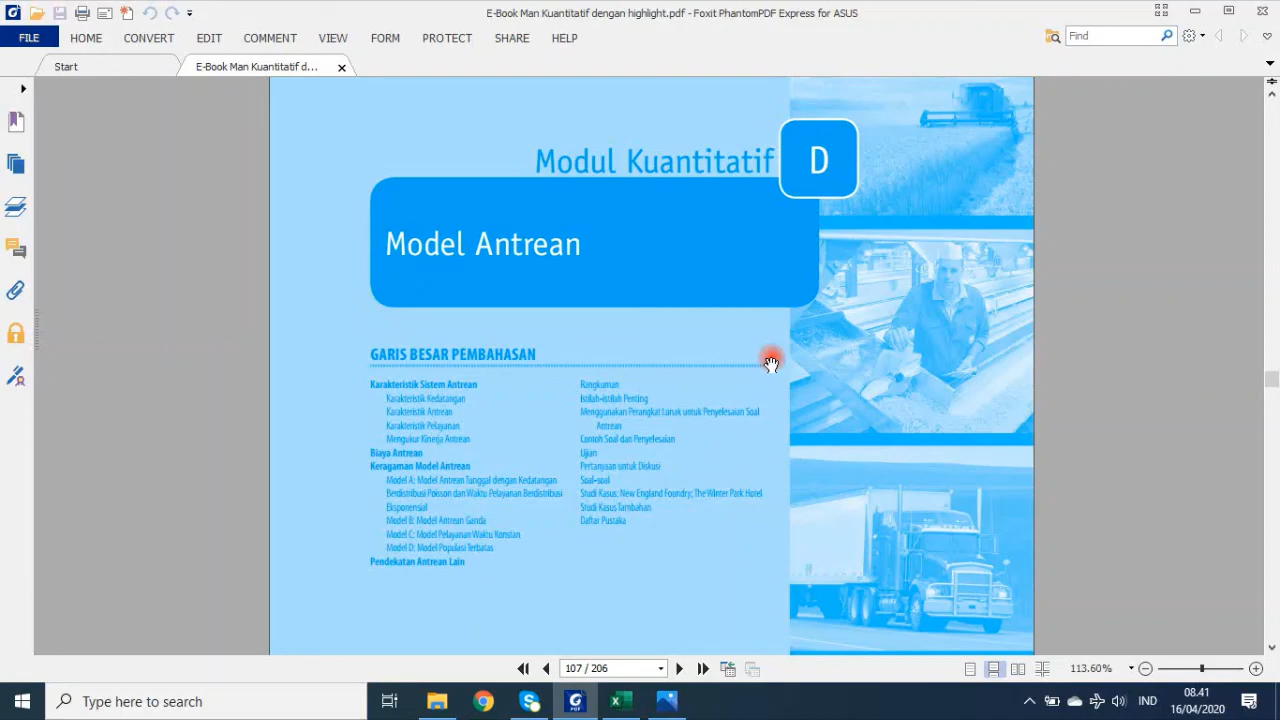 E-Book Man Kuantitatif dengan highlight.pdf - Foxit PhantomPDF Express for ASUS
FILE HOME CONVERT EDIT COMMENT VIEW FORM PROTECT SHARE HELP Find
Start E-Book Man Kuantitatif d...
Modul Kuantitatif D
Model Antrean
GARIS BESAR PEMBAHASAN
Karakteristik Sistem Antrean
Karakteristik Kedatangan
Karakteristik Antrean
Karakteristik Pelayanan
Mengukur Kinerja Antrean
Biaya Antrean
Keragaman Model Antrean
Model A: Model Antrean Tunggal dengan Kedatangan
Berdistribusi Poisson dan Waktu Pelayanan Berdistribusi
Eksponensial
Model B: Model Antrean Ganda
Model C: Model Pelayanan Waktu Konstan
Model D: Model Populasi Terbatas
Pendekatan Antrean Lain
Rangkuman
Istilah-istilah Penting
Menggunakan Perangkat Lunak untuk Penyelesaian Soal
Antrean
Contoh Soal dan Penyelesaian
Ujian
Pertanyaan untuk Diskusi
Soal-soal
Studi Kasus: New England Foundry; The Winter Park Hotel
Studi Kasus Tambahan
Daftar Pustaka
107 / 206 113.60%
Type here to search
IND
08.41
16/04/2020